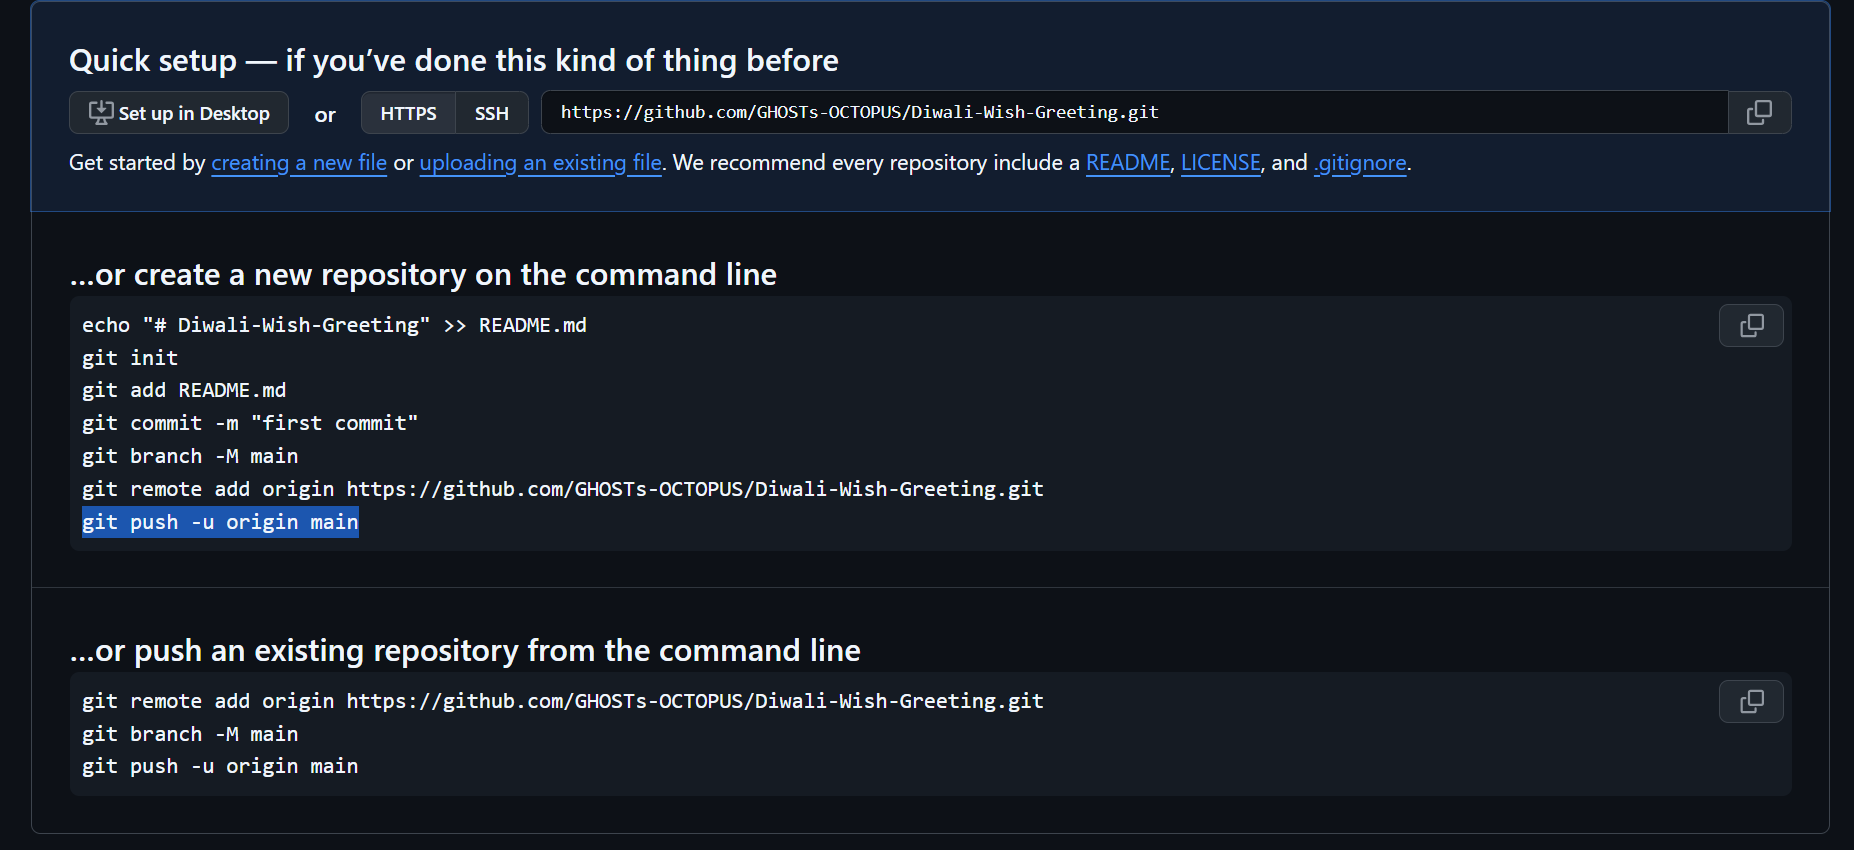 Quick setup — if you’ve done this kind of thing before
Set up in Desktop or HTTPS SSH https://github.com/GHOSTs-OCTOPUS/Diwali-Wish-Greeting.git
Get started by creating a new file or uploading an existing file. We recommend every repository include a README, LICENSE, and .gitignore.
…or create a new repository on the command line
echo "# Diwali-Wish-Greeting" >> README.md
git init
git add README.md
git commit -m "first commit"
git branch -M main
git remote add origin https://github.com/GHOSTs-OCTOPUS/Diwali-Wish-Greeting.git
git push -u origin main
…or push an existing repository from the command line
git remote add origin https://github.com/GHOSTs-OCTOPUS/Diwali-Wish-Greeting.git
git branch -M main
git push -u origin main